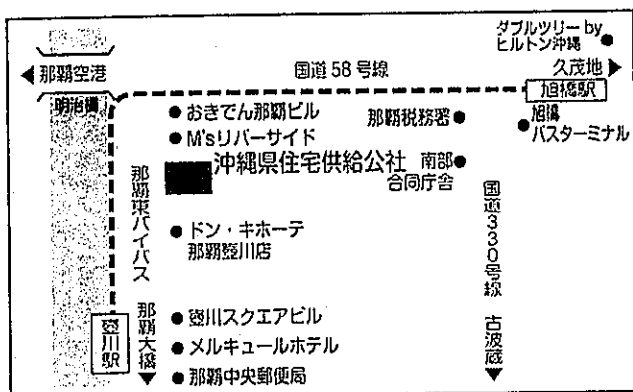 ダブルツリー by
ヒルトン沖縄
那覇空港
国道58号線
久茂地
旭橋駅
明治橋
おきでん那覇ビル
那覇税務署
旭橋
バスターミナル
M'sリバーサイド
沖縄県住宅供給公社
南部
合同庁舎
那覇東バイパス
ドン・キホーテ
那覇壺川店
国道330号線
古波蔵
壺川駅
那覇大橋
壺川スクエアビル
メルキュールホテル
那覇中央郵便局